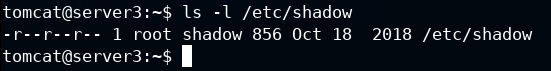 tomcat@server3:~$ ls -l /etc/shadow
-r--r--r-- 1 root shadow 856 Oct 18  2018 /etc/shadow
tomcat@server3:~$